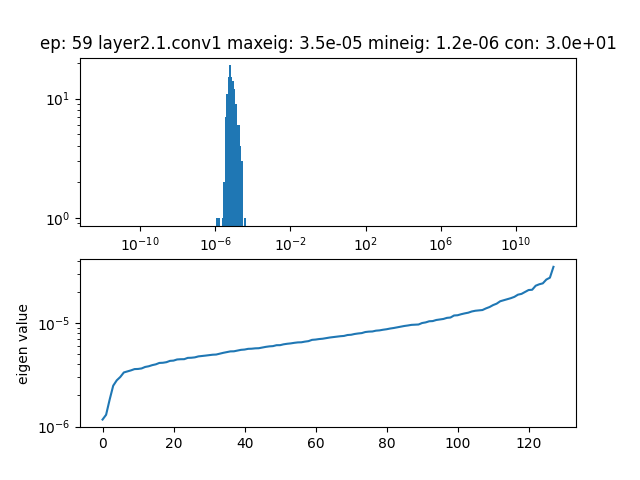 ep: 59 layer2.1.conv1 maxeig: 3.5e-05 mineig: 1.2e-06 con: 3.0e+01
10¹
10⁰
10⁻¹⁰ 10⁻⁶ 10⁻² 10² 10⁶ 10¹⁰
eigen value
10⁻⁵
10⁻⁶
0 20 40 60 80 100 120